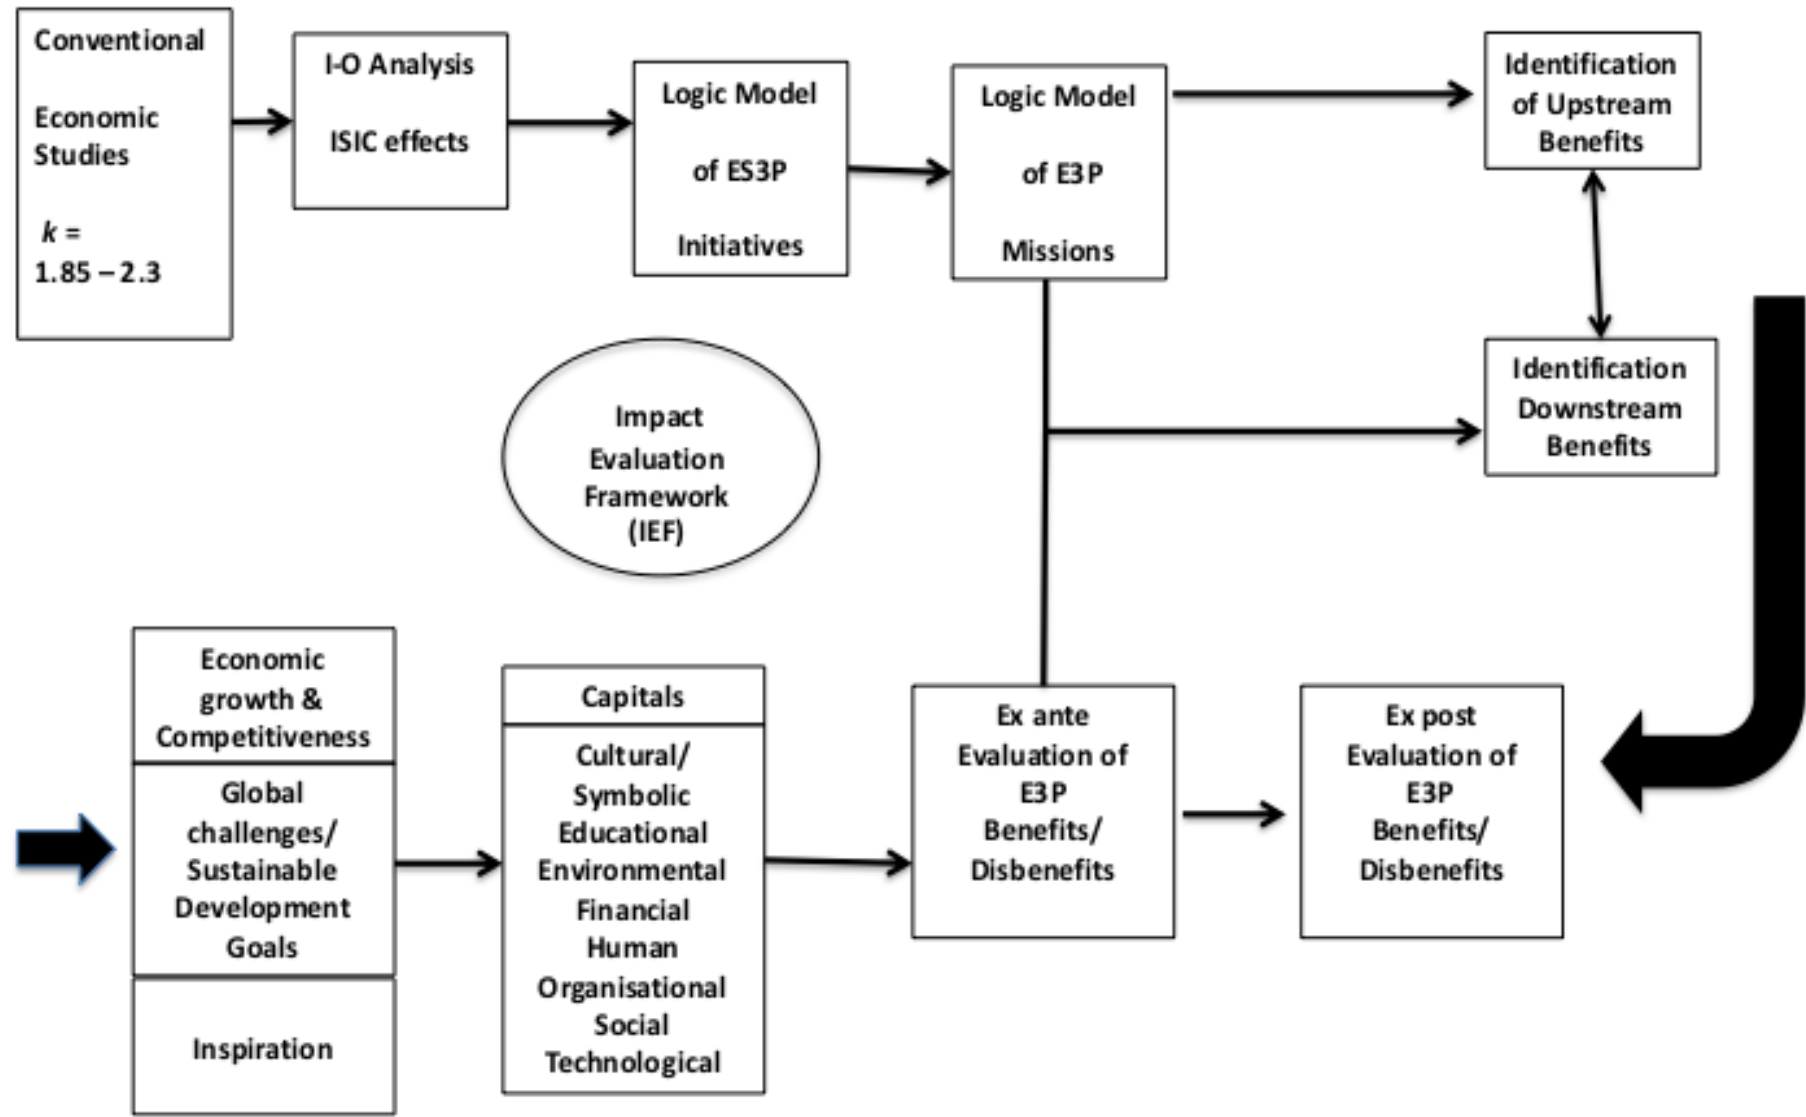 Conventional
Economic
Studies
k =
1.85 – 2.3
I-O Analysis
ISIC effects
Logic Model
of ES3P
Initiatives
Logic Model
of E3P
Missions
Identification
of Upstream
Benefits
Identification
Downstream
Benefits
Impact
Evaluation
Framework
(IEF)
Economic
growth &
Competitiveness
Global
challenges/
Sustainable
Development
Goals
Inspiration
Capitals
Cultural/
Symbolic
Educational
Environmental
Financial
Human
Organisational
Social
Technological
Ex ante
Evaluation of
E3P
Benefits/
Disbenefits
Ex post
Evaluation of
E3P
Benefits/
Disbenefits